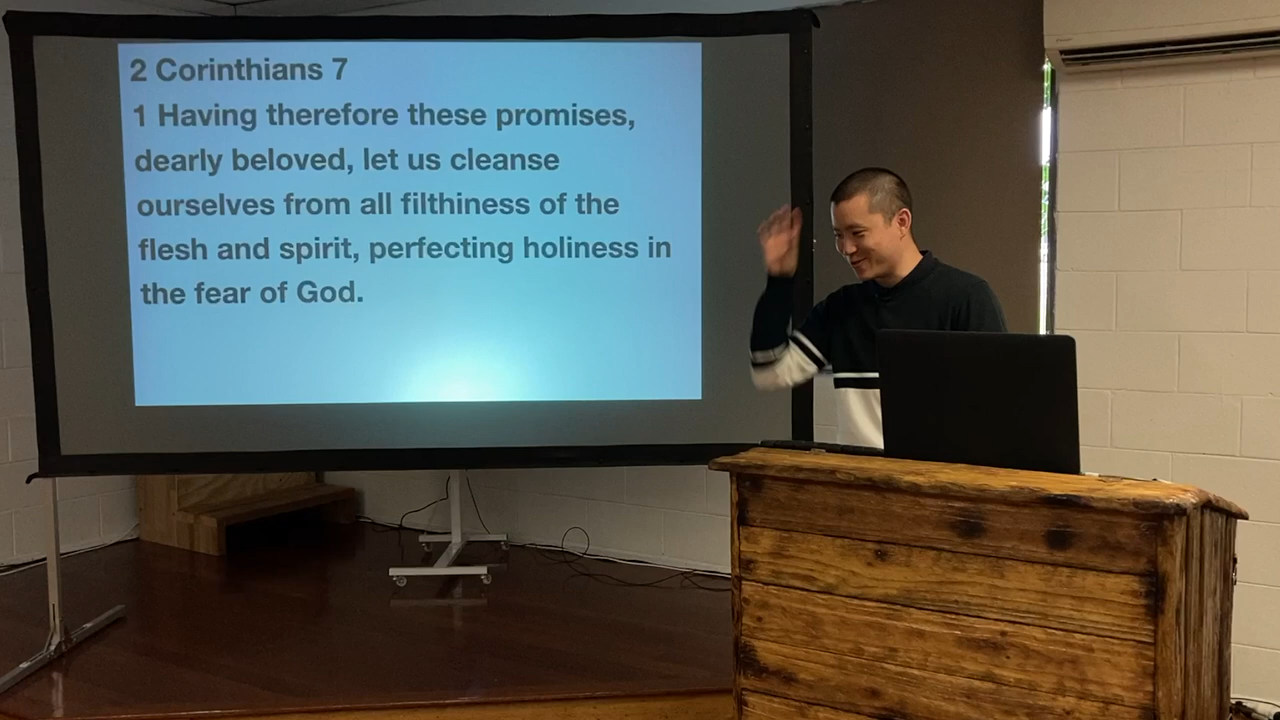 2 Corinthians 7
1 Having therefore these promises,
dearly beloved, let us cleanse
ourselves from all filthiness of the
flesh and spirit, perfecting holiness in
the fear of God.